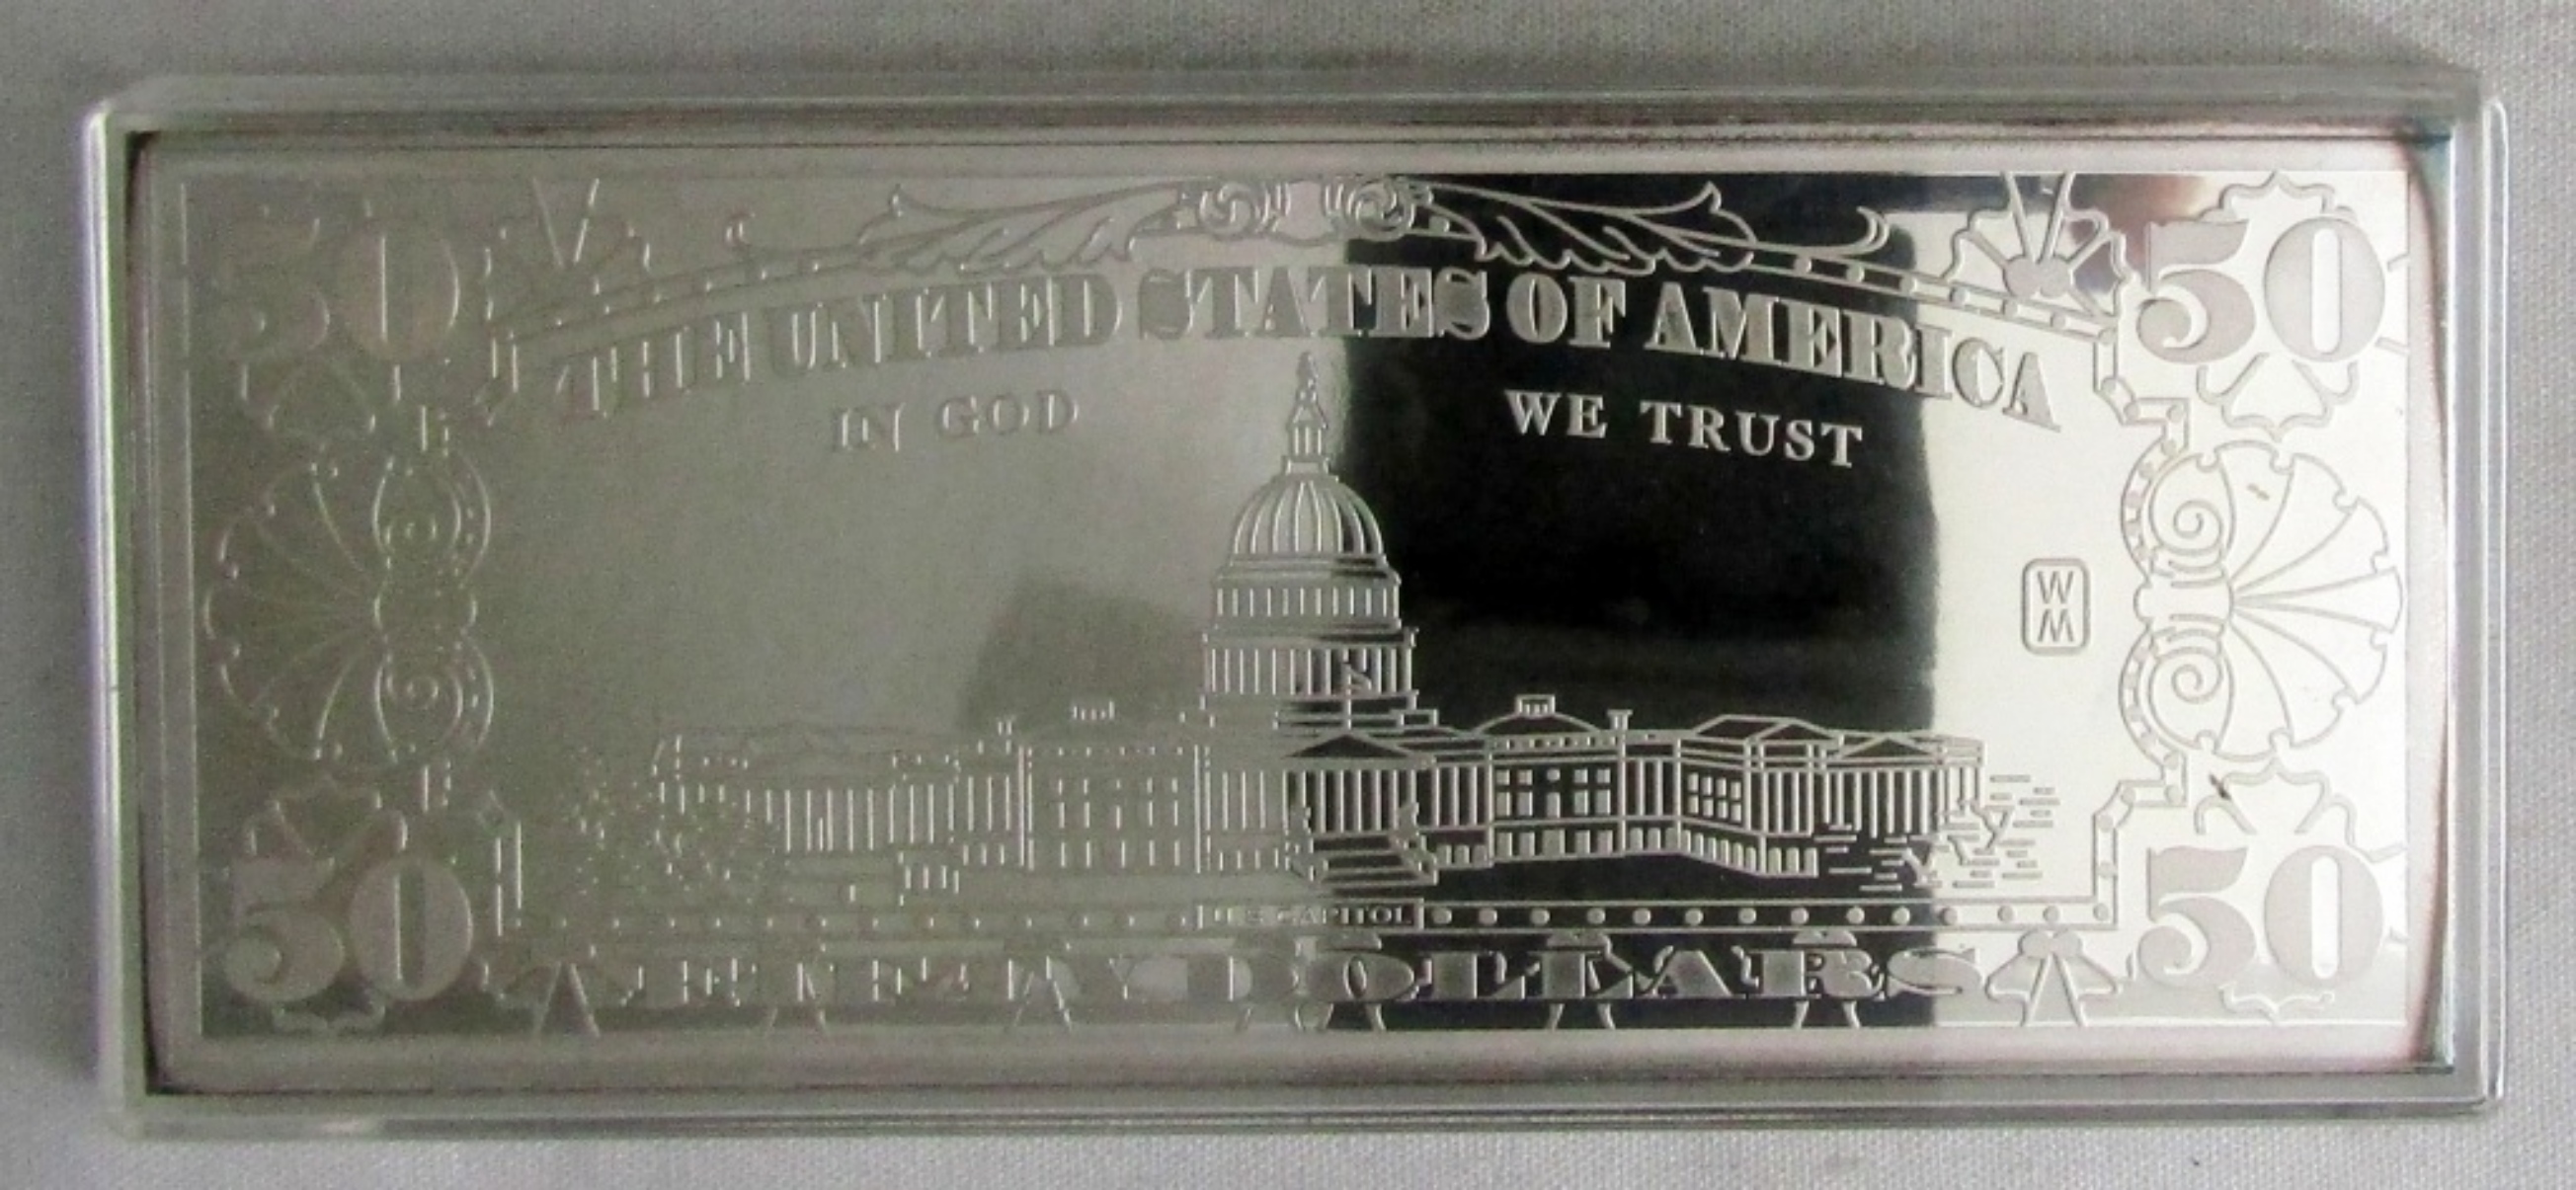 50 50
THE UNITED STATES OF AMERICA
IN GOD WE TRUST
WM
U.S. CAPITOL
50 FIFTY DOLLARS 50